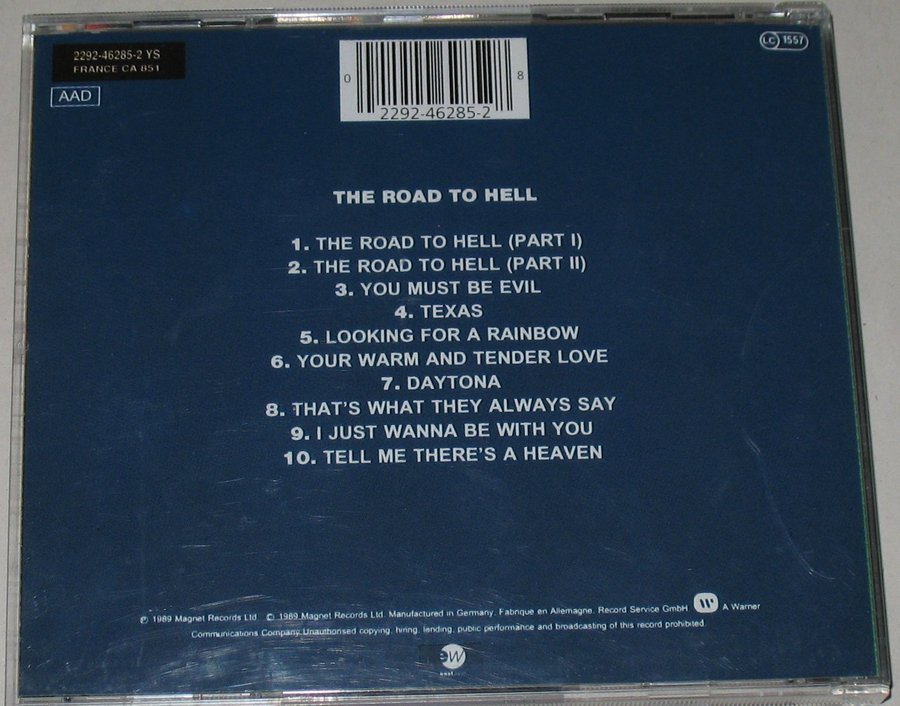 2292-46285-2 YS
FRANCE CA 851
AAD
LC 1557
0 2292-46285-2 8
THE ROAD TO HELL
1. THE ROAD TO HELL (PART I)
2. THE ROAD TO HELL (PART II)
3. YOU MUST BE EVIL
4. TEXAS
5. LOOKING FOR A RAINBOW
6. YOUR WARM AND TENDER LOVE
7. DAYTONA
8. THAT'S WHAT THEY ALWAYS SAY
9. I JUST WANNA BE WITH YOU
10. TELL ME THERE'S A HEAVEN
℗ 1989 Magnet Records Ltd © 1989 Magnet Records Ltd. Manufactured in Germany. Fabriqué en Allemagne. Record Service GmbH A Warner
Communications Company.Unauthorised copying, hiring, lending, public performance and broadcasting of this record prohibited.
ew
east